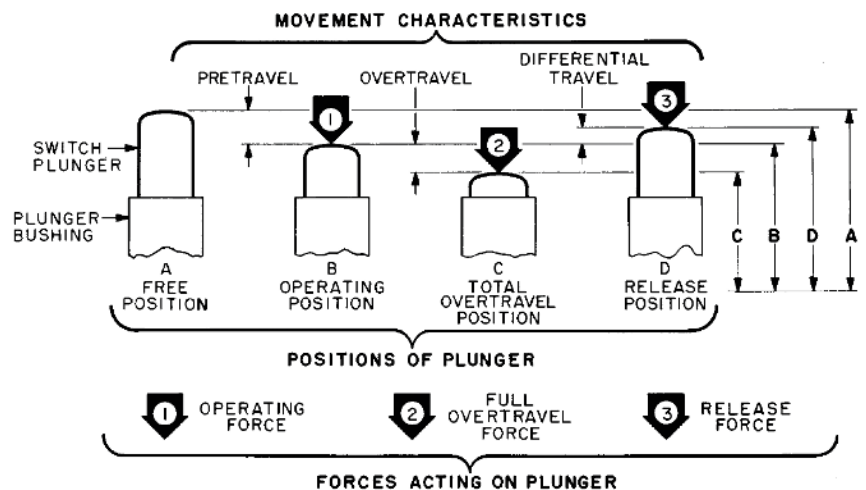 MOVEMENT CHARACTERISTICS
PRETRAVEL
OVERTRAVEL
DIFFERENTIAL
TRAVEL
1
2
3
SWITCH
PLUNGER
PLUNGER
BUSHING
C
B
D
A
A
FREE
POSITION
B
OPERATING
POSITION
C
TOTAL
OVERTRAVEL
POSITION
D
RELEASE
POSITION
POSITIONS OF PLUNGER
1
OPERATING
FORCE
2
FULL
OVERTRAVEL
FORCE
3
RELEASE
FORCE
FORCES ACTING ON PLUNGER